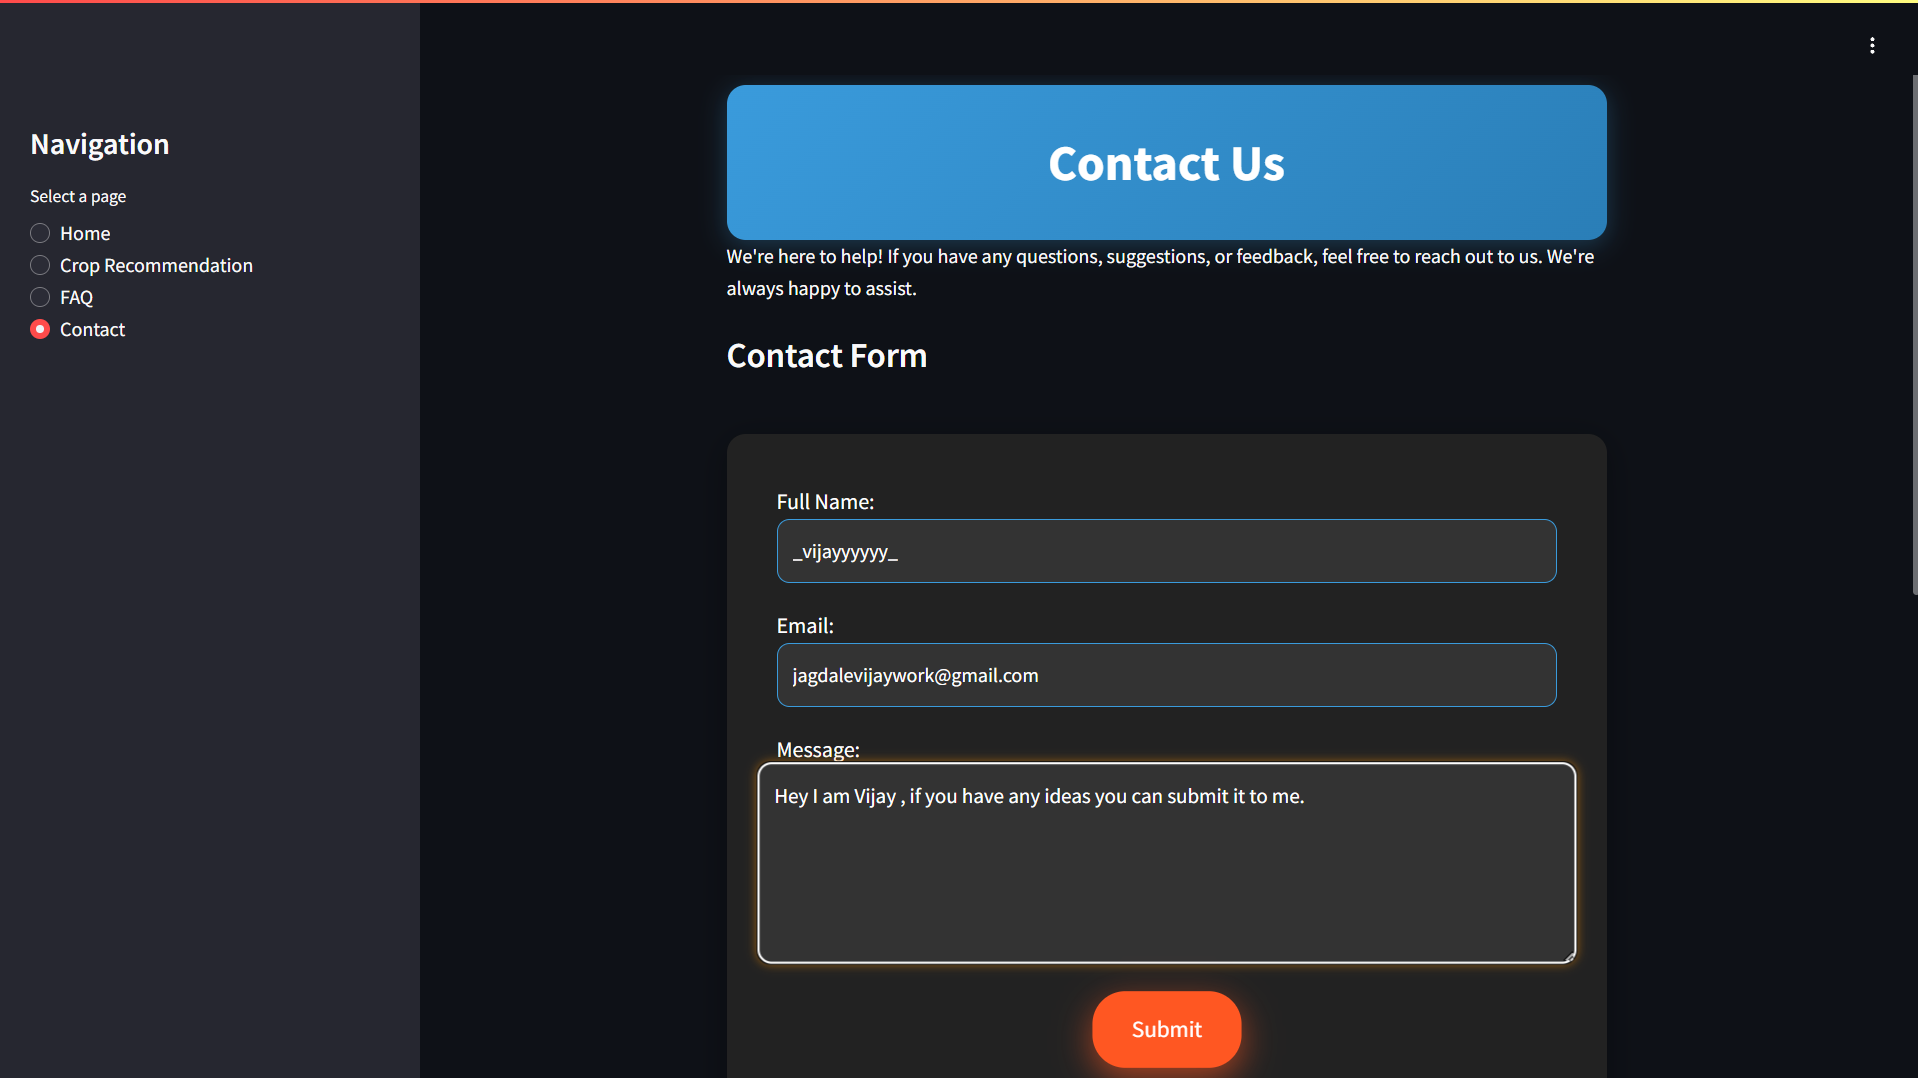 Navigation
Select a page
Home
Crop Recommendation
FAQ
Contact
Contact Us
We're here to help! If you have any questions, suggestions, or feedback, feel free to reach out to us. We're
always happy to assist.
Contact Form
Full Name:
_vijayyyyyy_
Email:
jagdalevijaywork@gmail.com
Message:
Hey I am Vijay , if you have any ideas you can submit it to me.
Submit